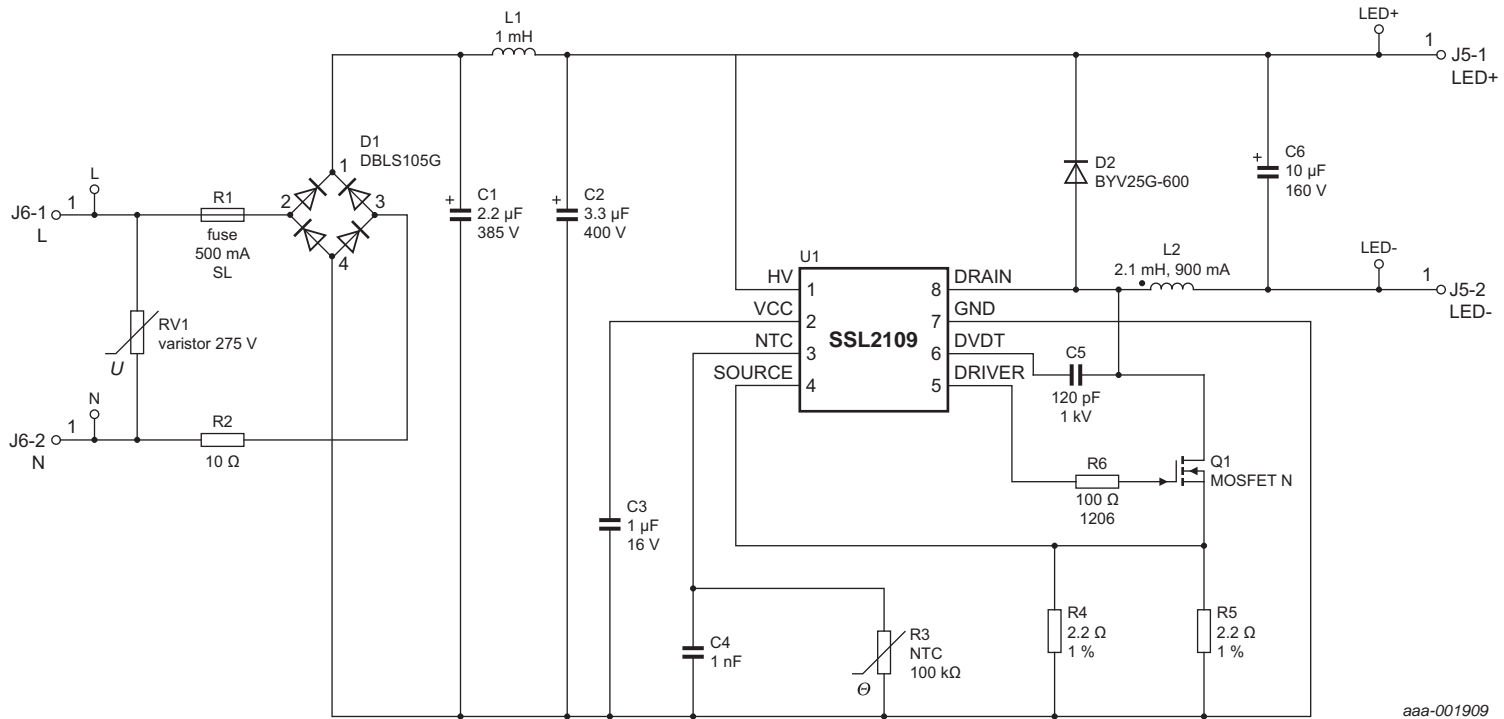 L1
1 mH
LED+
1
J5-1
LED+
D1
DBLS105G
1
2
3
4
L
1
J6-1
L
R1
fuse
500 mA
SL
+
C1
2.2 μF
385 V
+
C2
3.3 μF
400 V
D2
BYV25G-600
+
C6
10 μF
160 V
L2
2.1 mH, 900 mA
LED-
1
J5-2
LED-
U1
HV
1
8
DRAIN
VCC
2
7
GND
NTC
3
6
DVDT
SOURCE
4
5
DRIVER
SSL2109
RV1
varistor 275 V
U
N
1
J6-2
N
R2
10 Ω
C5
120 pF
1 kV
R6
100 Ω
1206
Q1
MOSFET N
C3
1 μF
16 V
C4
1 nF
R3
NTC
100 kΩ
Θ
R4
2.2 Ω
1 %
R5
2.2 Ω
1 %
aaa-001909